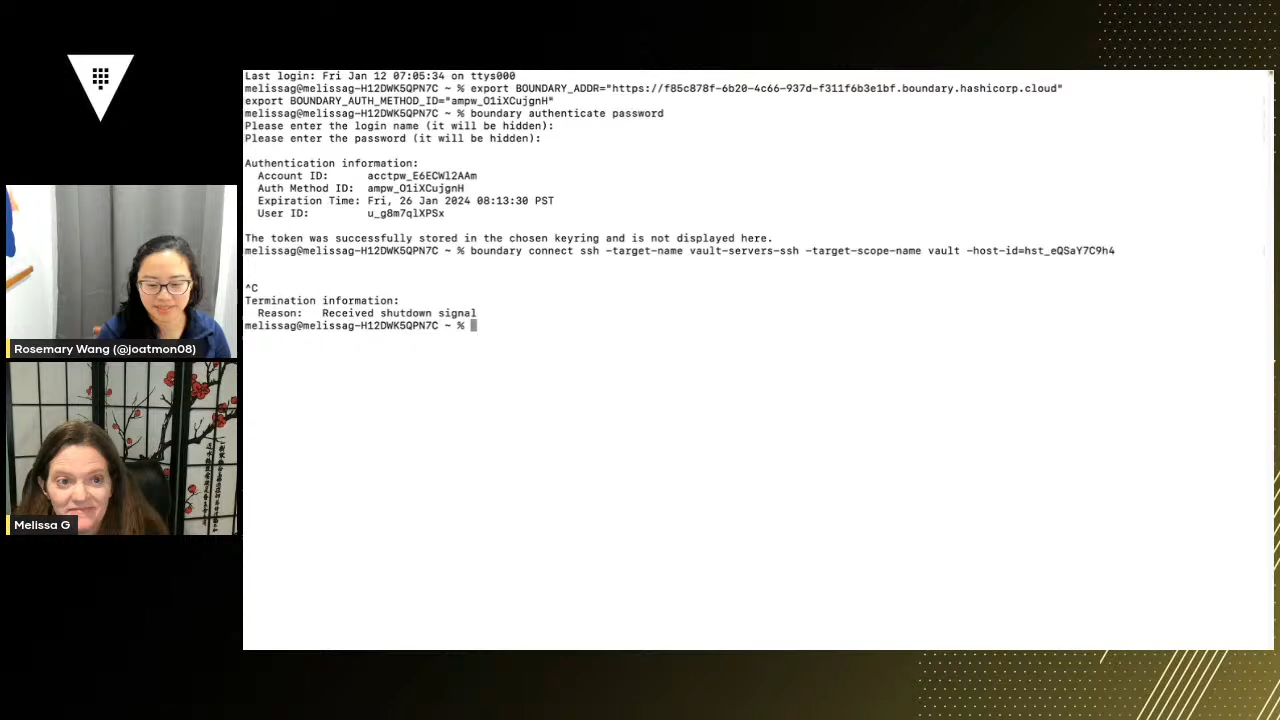 Last login: Fri Jan 12 07:05:34 on ttys000
melissag@melissag-H12DWK5QPN7C ~ % export BOUNDARY_ADDR="https://f85c878f-6b20-4c66-937d-f311f6b3e1bf.boundary.hashicorp.cloud"
export BOUNDARY_AUTH_METHOD_ID="ampw_O1iXCujgnH"
melissag@melissag-H12DWK5QPN7C ~ % boundary authenticate password
Please enter the login name (it will be hidden):
Please enter the password (it will be hidden):
Authentication information:
Account ID: acctpw_E6ECWl2AAm
Auth Method ID: ampw_O1iXCujgnH
Expiration Time: Fri, 26 Jan 2024 08:13:30 PST
User ID: u_g8m7qlXPSx
The token was successfully stored in the chosen keyring and is not displayed here.
melissag@melissag-H12DWK5QPN7C ~ % boundary connect ssh -target-name vault-servers-ssh -target-scope-name vault -host-id=hst_eQSaY7C9h4
^C
Termination information:
Reason: Received shutdown signal
melissag@melissag-H12DWK5QPN7C ~ %
Rosemary Wang (@joatmon08)
Melissa G